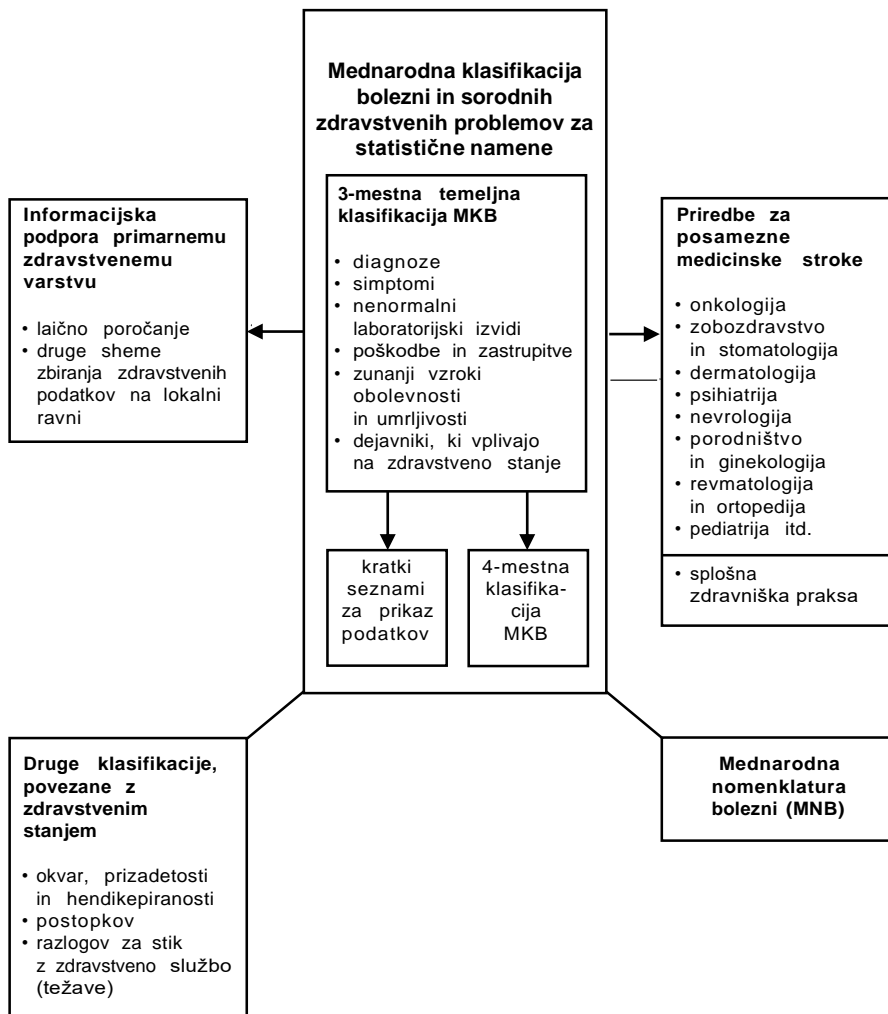 Mednarodna klasifikacija
bolezni in sorodnih
zdravstvenih problemov za
statistične namene
3-mestna temeljna
klasifikacija MKB
• diagnoze
• simptomi
• nenormalni
laboratorijski izvidi
• poškodbe in zastrupitve
• zunanji vzroki
obolevnosti
in umrljivosti
• dejavniki, ki vplivajo
na zdravstveno stanje
kratki
seznami
za prikaz
podatkov
4-mestna
klasifika-
cija
MKB
Informacijska
podpora primarnemu
zdravstvenemu
varstvu
• laično poročanje
• druge sheme
zbiranja zdravstvenih
podatkov na lokalni
ravni
Priredbe za
posamezne
medicinske stroke
• onkologija
• zobozdravstvo
in stomatologija
• dermatologija
• psihiatrija
• nevrologija
• porodništvo
in ginekologija
• revmatologija
in ortopedija
• pediatrija itd.
• splošna
zdravniška praksa
Druge klasifikacije,
povezane z
zdravstvenim
stanjem
• okvar, prizadetosti
in hendikepiranosti
• postopkov
• razlogov za stik
z zdravstveno službo
(težave)
Mednarodna
nomenklatura
bolezni (MNB)